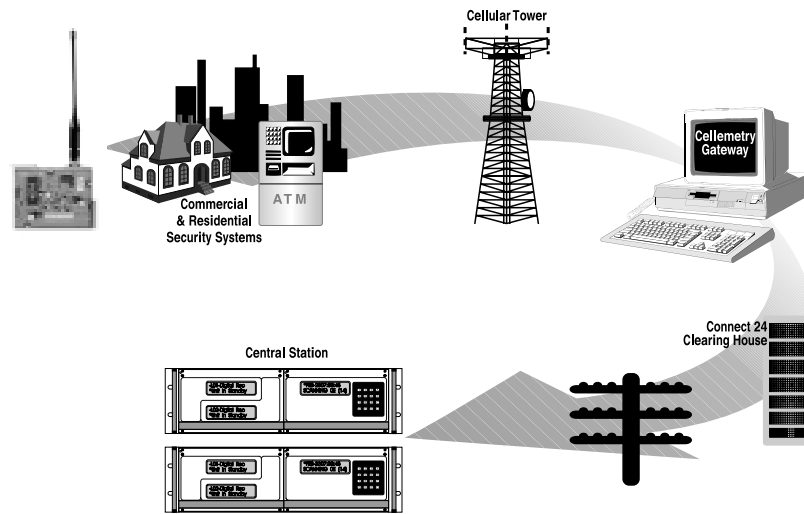 Cellular Tower
Cellemetry
Gateway
ATM
Commercial
& Residential
Security Systems
Connect 24
Clearing House
Central Station